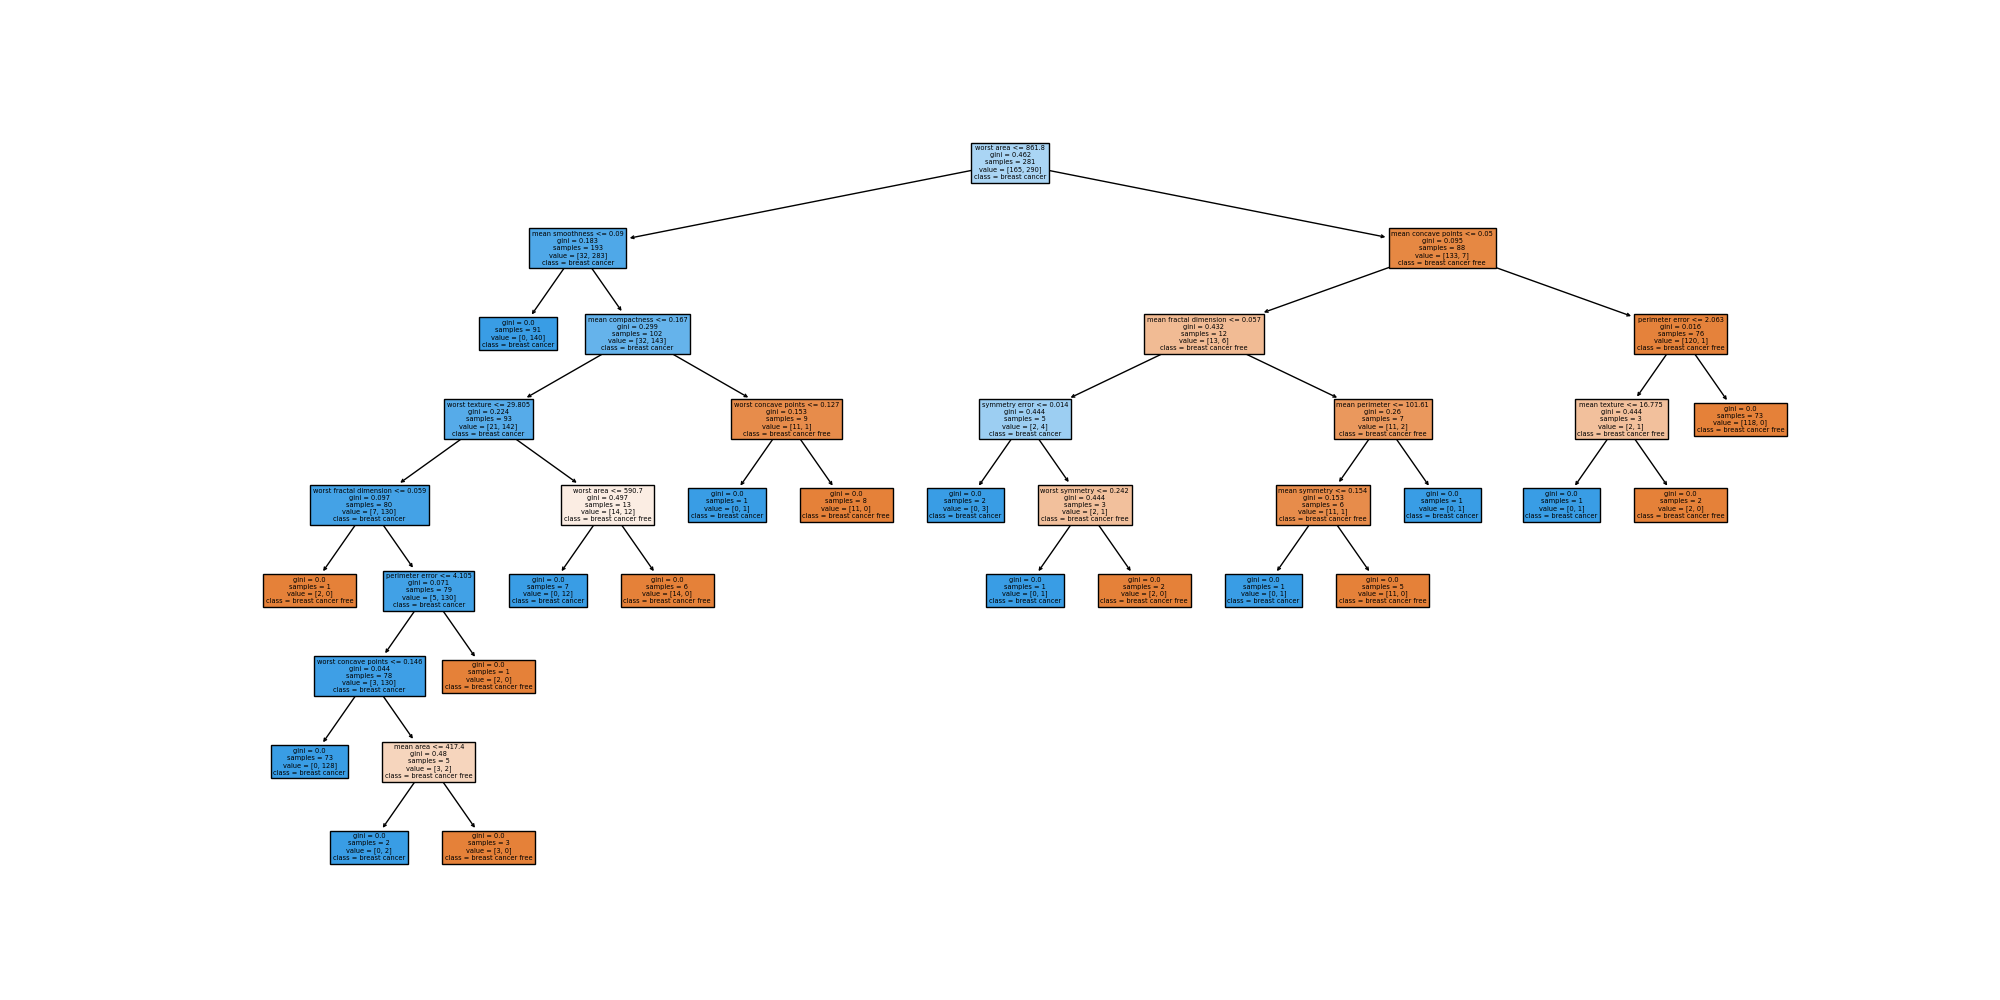 worst area <= 861.8
gini = 0.462
samples = 281
value = [165, 290]
class = breast cancer
mean smoothness <= 0.09
gini = 0.183
samples = 193
value = [32, 283]
class = breast cancer
mean concave points <= 0.05
gini = 0.095
samples = 88
value = [133, 7]
class = breast cancer free
gini = 0.0
samples = 91
value = [0, 140]
class = breast cancer
mean compactness <= 0.167
gini = 0.299
samples = 102
value = [32, 143]
class = breast cancer
mean fractal dimension <= 0.057
gini = 0.432
samples = 12
value = [13, 6]
class = breast cancer free
perimeter error <= 2.063
gini = 0.016
samples = 76
value = [120, 1]
class = breast cancer free
worst texture <= 29.805
gini = 0.224
samples = 93
value = [21, 142]
class = breast cancer
worst concave points <= 0.127
gini = 0.153
samples = 9
value = [11, 1]
class = breast cancer free
symmetry error <= 0.014
gini = 0.444
samples = 5
value = [2, 4]
class = breast cancer
mean perimeter <= 101.61
gini = 0.26
samples = 7
value = [11, 2]
class = breast cancer free
mean texture <= 16.775
gini = 0.444
samples = 3
value = [2, 1]
class = breast cancer free
gini = 0.0
samples = 73
value = [118, 0]
class = breast cancer free
worst fractal dimension <= 0.059
gini = 0.097
samples = 80
value = [7, 130]
class = breast cancer
worst area <= 590.7
gini = 0.497
samples = 13
value = [14, 12]
class = breast cancer free
gini = 0.0
samples = 1
value = [0, 1]
class = breast cancer
gini = 0.0
samples = 8
value = [11, 0]
class = breast cancer free
gini = 0.0
samples = 2
value = [0, 3]
class = breast cancer
worst symmetry <= 0.242
gini = 0.444
samples = 3
value = [2, 1]
class = breast cancer free
mean symmetry <= 0.154
gini = 0.153
samples = 6
value = [11, 1]
class = breast cancer free
gini = 0.0
samples = 1
value = [0, 1]
class = breast cancer
gini = 0.0
samples = 1
value = [0, 1]
class = breast cancer
gini = 0.0
samples = 2
value = [2, 0]
class = breast cancer free
gini = 0.0
samples = 1
value = [2, 0]
class = breast cancer free
perimeter error <= 4.105
gini = 0.071
samples = 79
value = [5, 130]
class = breast cancer
gini = 0.0
samples = 7
value = [0, 12]
class = breast cancer
gini = 0.0
samples = 6
value = [14, 0]
class = breast cancer free
gini = 0.0
samples = 1
value = [0, 1]
class = breast cancer
gini = 0.0
samples = 2
value = [2, 0]
class = breast cancer free
gini = 0.0
samples = 1
value = [0, 1]
class = breast cancer
gini = 0.0
samples = 5
value = [11, 0]
class = breast cancer free
worst concave points <= 0.146
gini = 0.044
samples = 78
value = [3, 130]
class = breast cancer
gini = 0.0
samples = 1
value = [2, 0]
class = breast cancer free
gini = 0.0
samples = 73
value = [0, 128]
class = breast cancer
mean area <= 417.4
gini = 0.48
samples = 5
value = [3, 2]
class = breast cancer free
gini = 0.0
samples = 2
value = [0, 2]
class = breast cancer
gini = 0.0
samples = 3
value = [3, 0]
class = breast cancer free